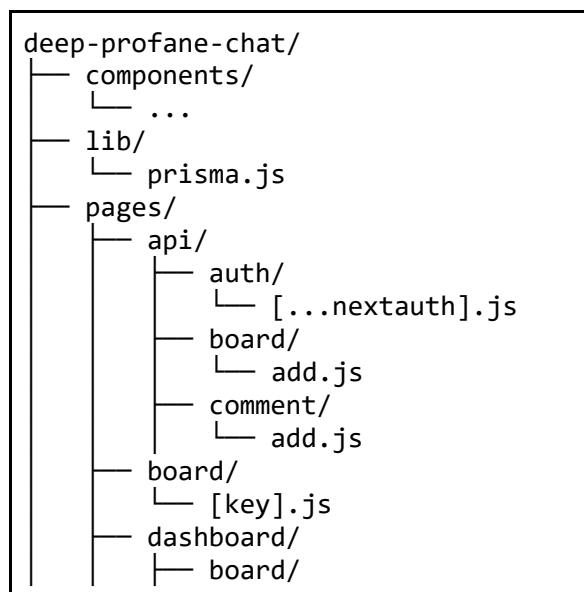 deep-profane-chat/
├── components/
│   └── ...
├── lib/
│   └── prisma.js
├── pages/
│   ├── api/
│   │   ├── auth/
│   │   │   └── [...nextauth].js
│   │   ├── board/
│   │   │   └── add.js
│   │   ├── comment/
│   │   │   └── add.js
│   ├── board/
│   │   └── [key].js
│   ├── dashboard/
│   │   ├── board/